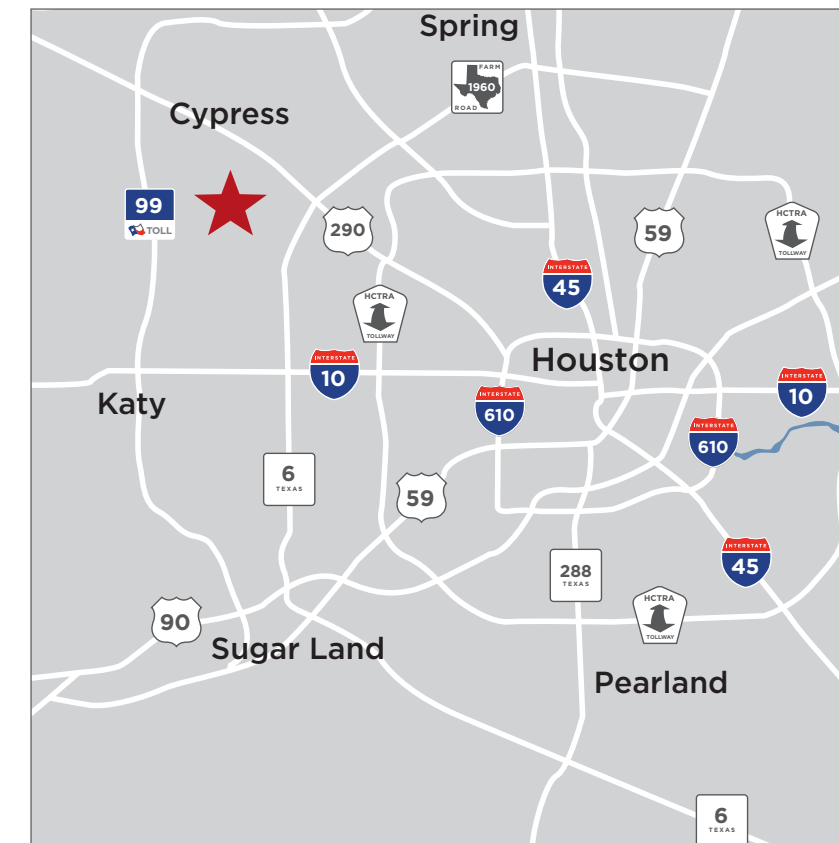 Spring
FARM
1960
ROAD
Cypress
99
TOLL
290
59
HCTRA
TOLLWAY
INTERSTATE
45
HCTRA
TOLLWAY
Houston
INTERSTATE
10
INTERSTATE
10
Katy
INTERSTATE
610
INTERSTATE
610
6
TEXAS
59
INTERSTATE
45
288
TEXAS
HCTRA
TOLLWAY
90
Sugar Land
Pearland
6
TEXAS